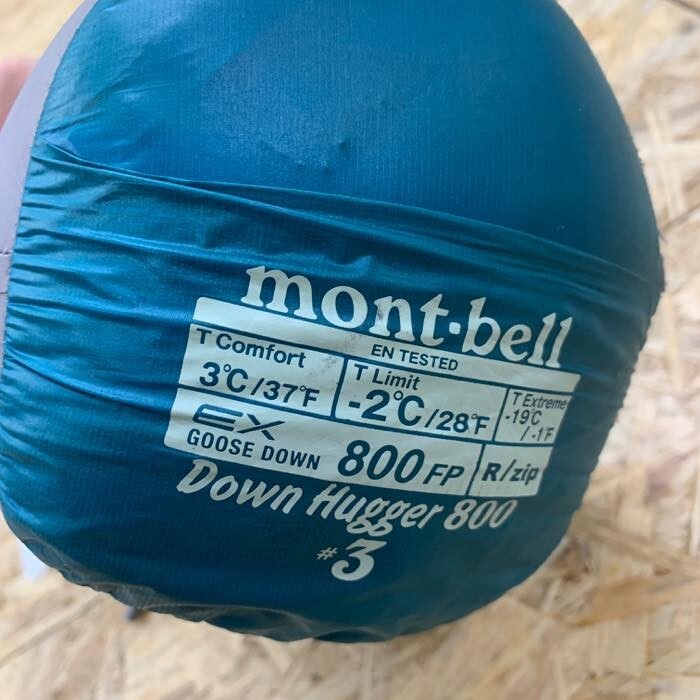 mont-bell
EN TESTED
T Comfort
3℃/37℉
T Limit
-2℃/28℉
T Extreme
-19℃
/-1℉
EX
GOOSE DOWN
800 FP
R/zip
Down Hugger 800
#3